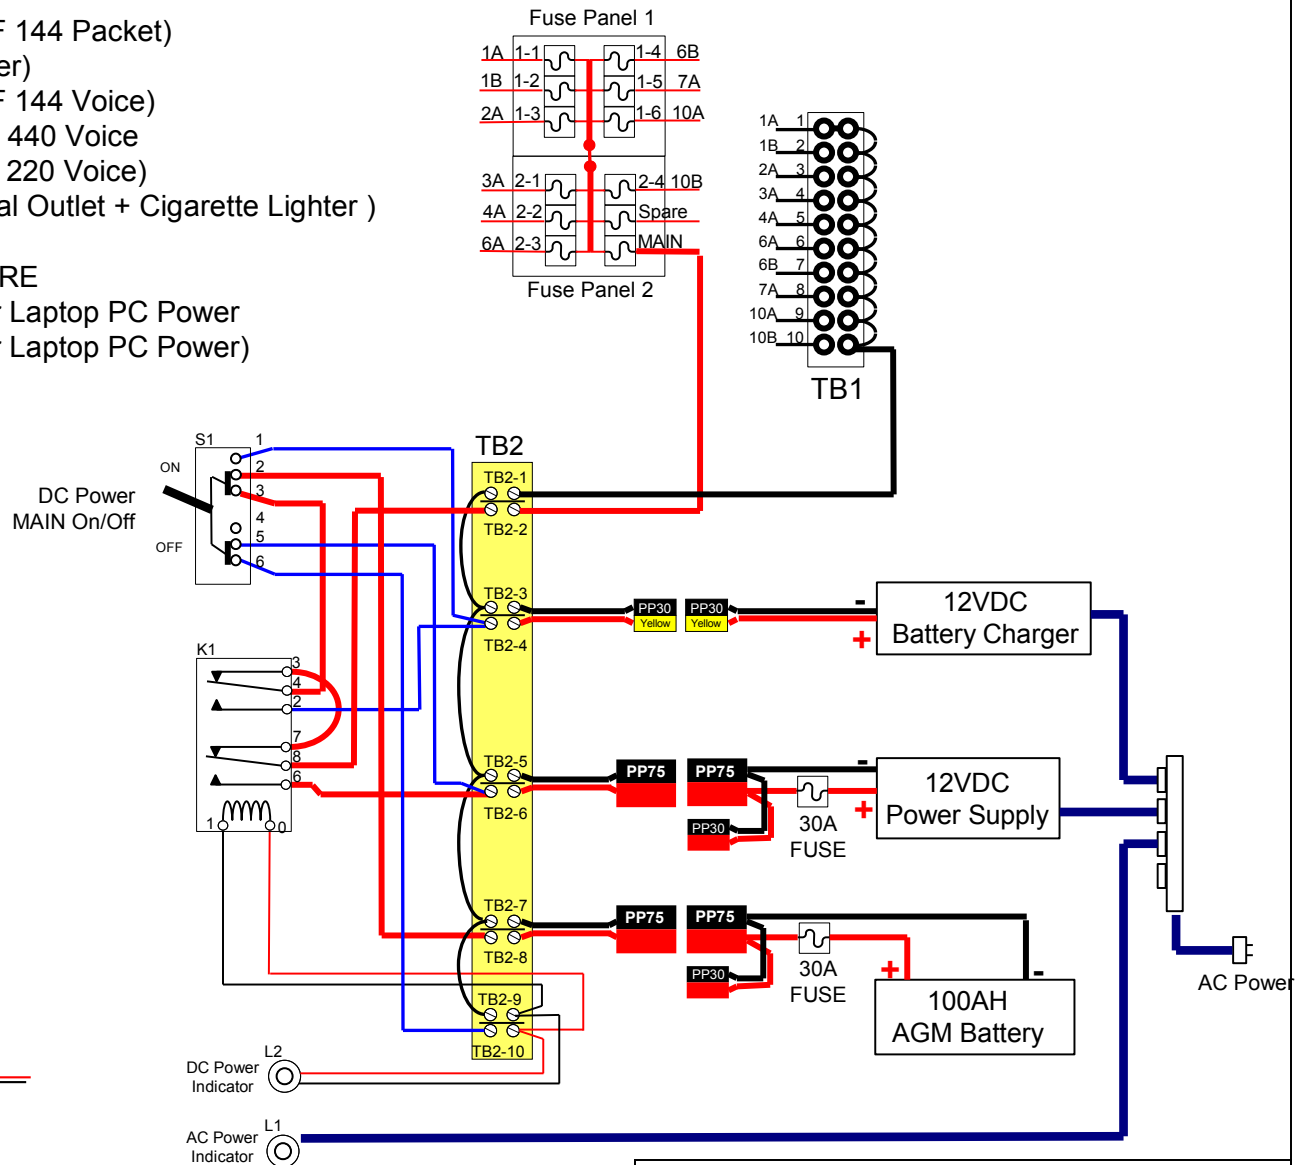 F 144 Packet)
er)
F 144 Voice)
440 Voice
220 Voice)
al Outlet + Cigarette Lighter )
RE
r Laptop PC Power
r Laptop PC Power)
Fuse Panel 1
1A 1-1 1-4 6B
1B 1-2 1-5 7A
2A 1-3 1-6 10A
3A 2-1 2-4 10B
4A 2-2 Spare
6A 2-3 MAIN
Fuse Panel 2
1A 1
1B 2
2A 3
3A 4
4A 5
6A 6
6B 7
7A 8
10A 9
10B 10
TB1
S1
ON
OFF
DC Power
MAIN On/Off
1
2
3
4
5
6
TB2
TB2-1
TB2-2
TB2-3
TB2-4
TB2-5
TB2-6
TB2-7
TB2-8
TB2-9
TB2-10
K1
3
4
2
7
8
6
1 0
PP30
Yellow
PP30
Yellow
-
+
12VDC
Battery Charger
PP75
PP75
PP30
30A
FUSE
-
+
12VDC
Power Supply
PP75
PP75
PP30
30A
FUSE
+
-
100AH
AGM Battery
AC Power
DC Power
Indicator
L2
AC Power
Indicator
L1